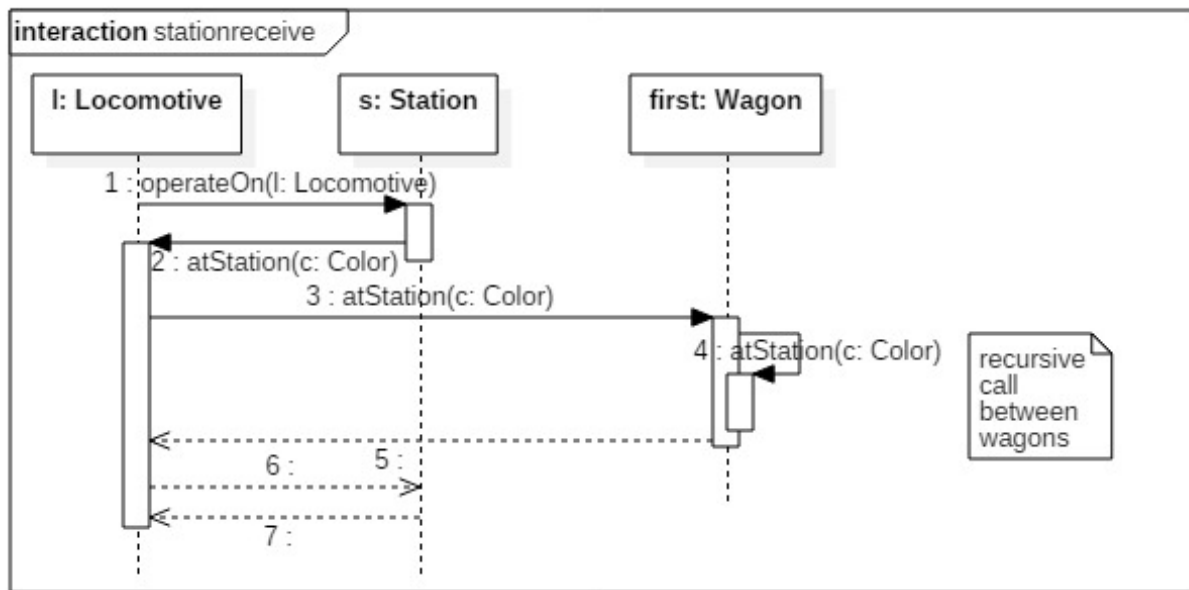 interaction stationreceive
l: Locomotive
s: Station
first: Wagon
1 : operateOn(l: Locomotive)
2 : atStation(c: Color)
3 : atStation(c: Color)
4 : atStation(c: Color)
recursive
call
between
wagons
5 :
6 :
7 :